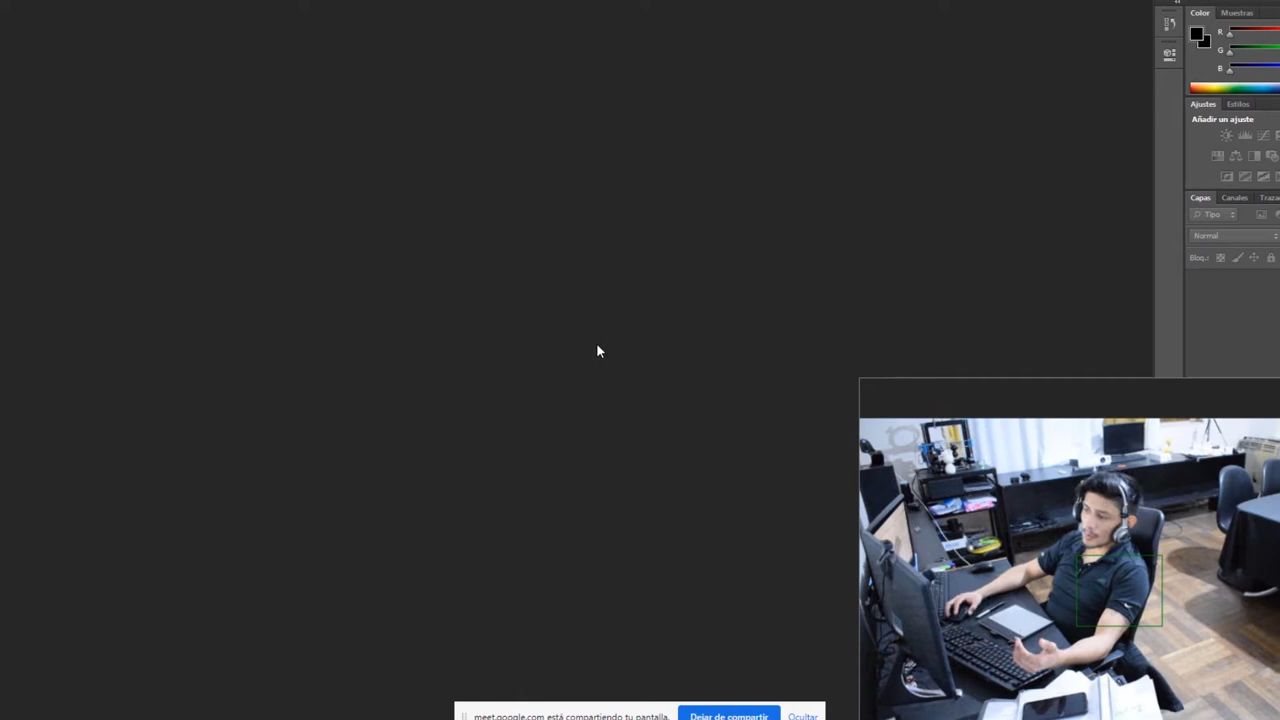 Color Muestras
R
G
B
Ajustes Estilos
Añadir un ajuste
Capas Canales
Tipo
Normal
meet.google.com está compartiendo tu pantalla. Dejar de compartir Ocultar